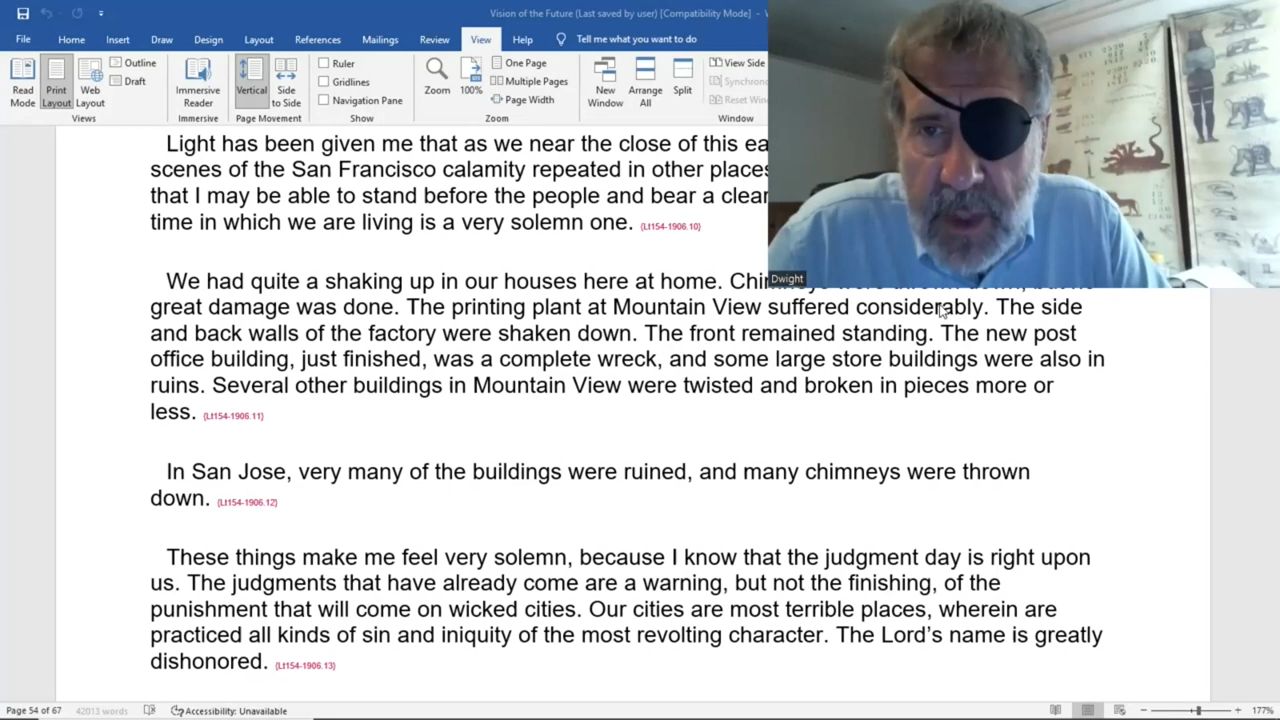 Vision of the Future (Last saved by user) [Compatibility Mode] -
File Home Insert Draw Design Layout References Mailings Review View Help Tell me what you want to do
Read Mode
Print Layout
Web Layout
Outline
Draft
Views
Immersive Reader
Immersive
Vertical
Side to Side
Page Movement
Ruler
Gridlines
Navigation Pane
Show
Zoom
100%
One Page
Multiple Pages
Page Width
Zoom
New Window
Arrange All
Split
View Side
Synchron
Reset Win
Window
Light has been given me that as we near the close of this
scenes of the San Francisco calamity repeated in other places
that I may be able to stand before the people and bear a clear
time in which we are living is a very solemn one. {Lt154-1906.10}
Dwight
We had quite a shaking up in our houses here at home.
great damage was done. The printing plant at Mountain View suffered considerably. The side
and back walls of the factory were shaken down. The front remained standing. The new post
office building, just finished, was a complete wreck, and some large store buildings were also in
ruins. Several other buildings in Mountain View were twisted and broken in pieces more or
less. {Lt154-1906.11}
In San Jose, very many of the buildings were ruined, and many chimneys were thrown
down. {Lt154-1906.12}
These things make me feel very solemn, because I know that the judgment day is right upon
us. The judgments that have already come are a warning, but not the finishing, of the
punishment that will come on wicked cities. Our cities are most terrible places, wherein are
practiced all kinds of sin and iniquity of the most revolting character. The Lord's name is greatly
dishonored. {Lt154-1906.13}
Page 54 of 67 42013 words Accessibility: Unavailable 177%